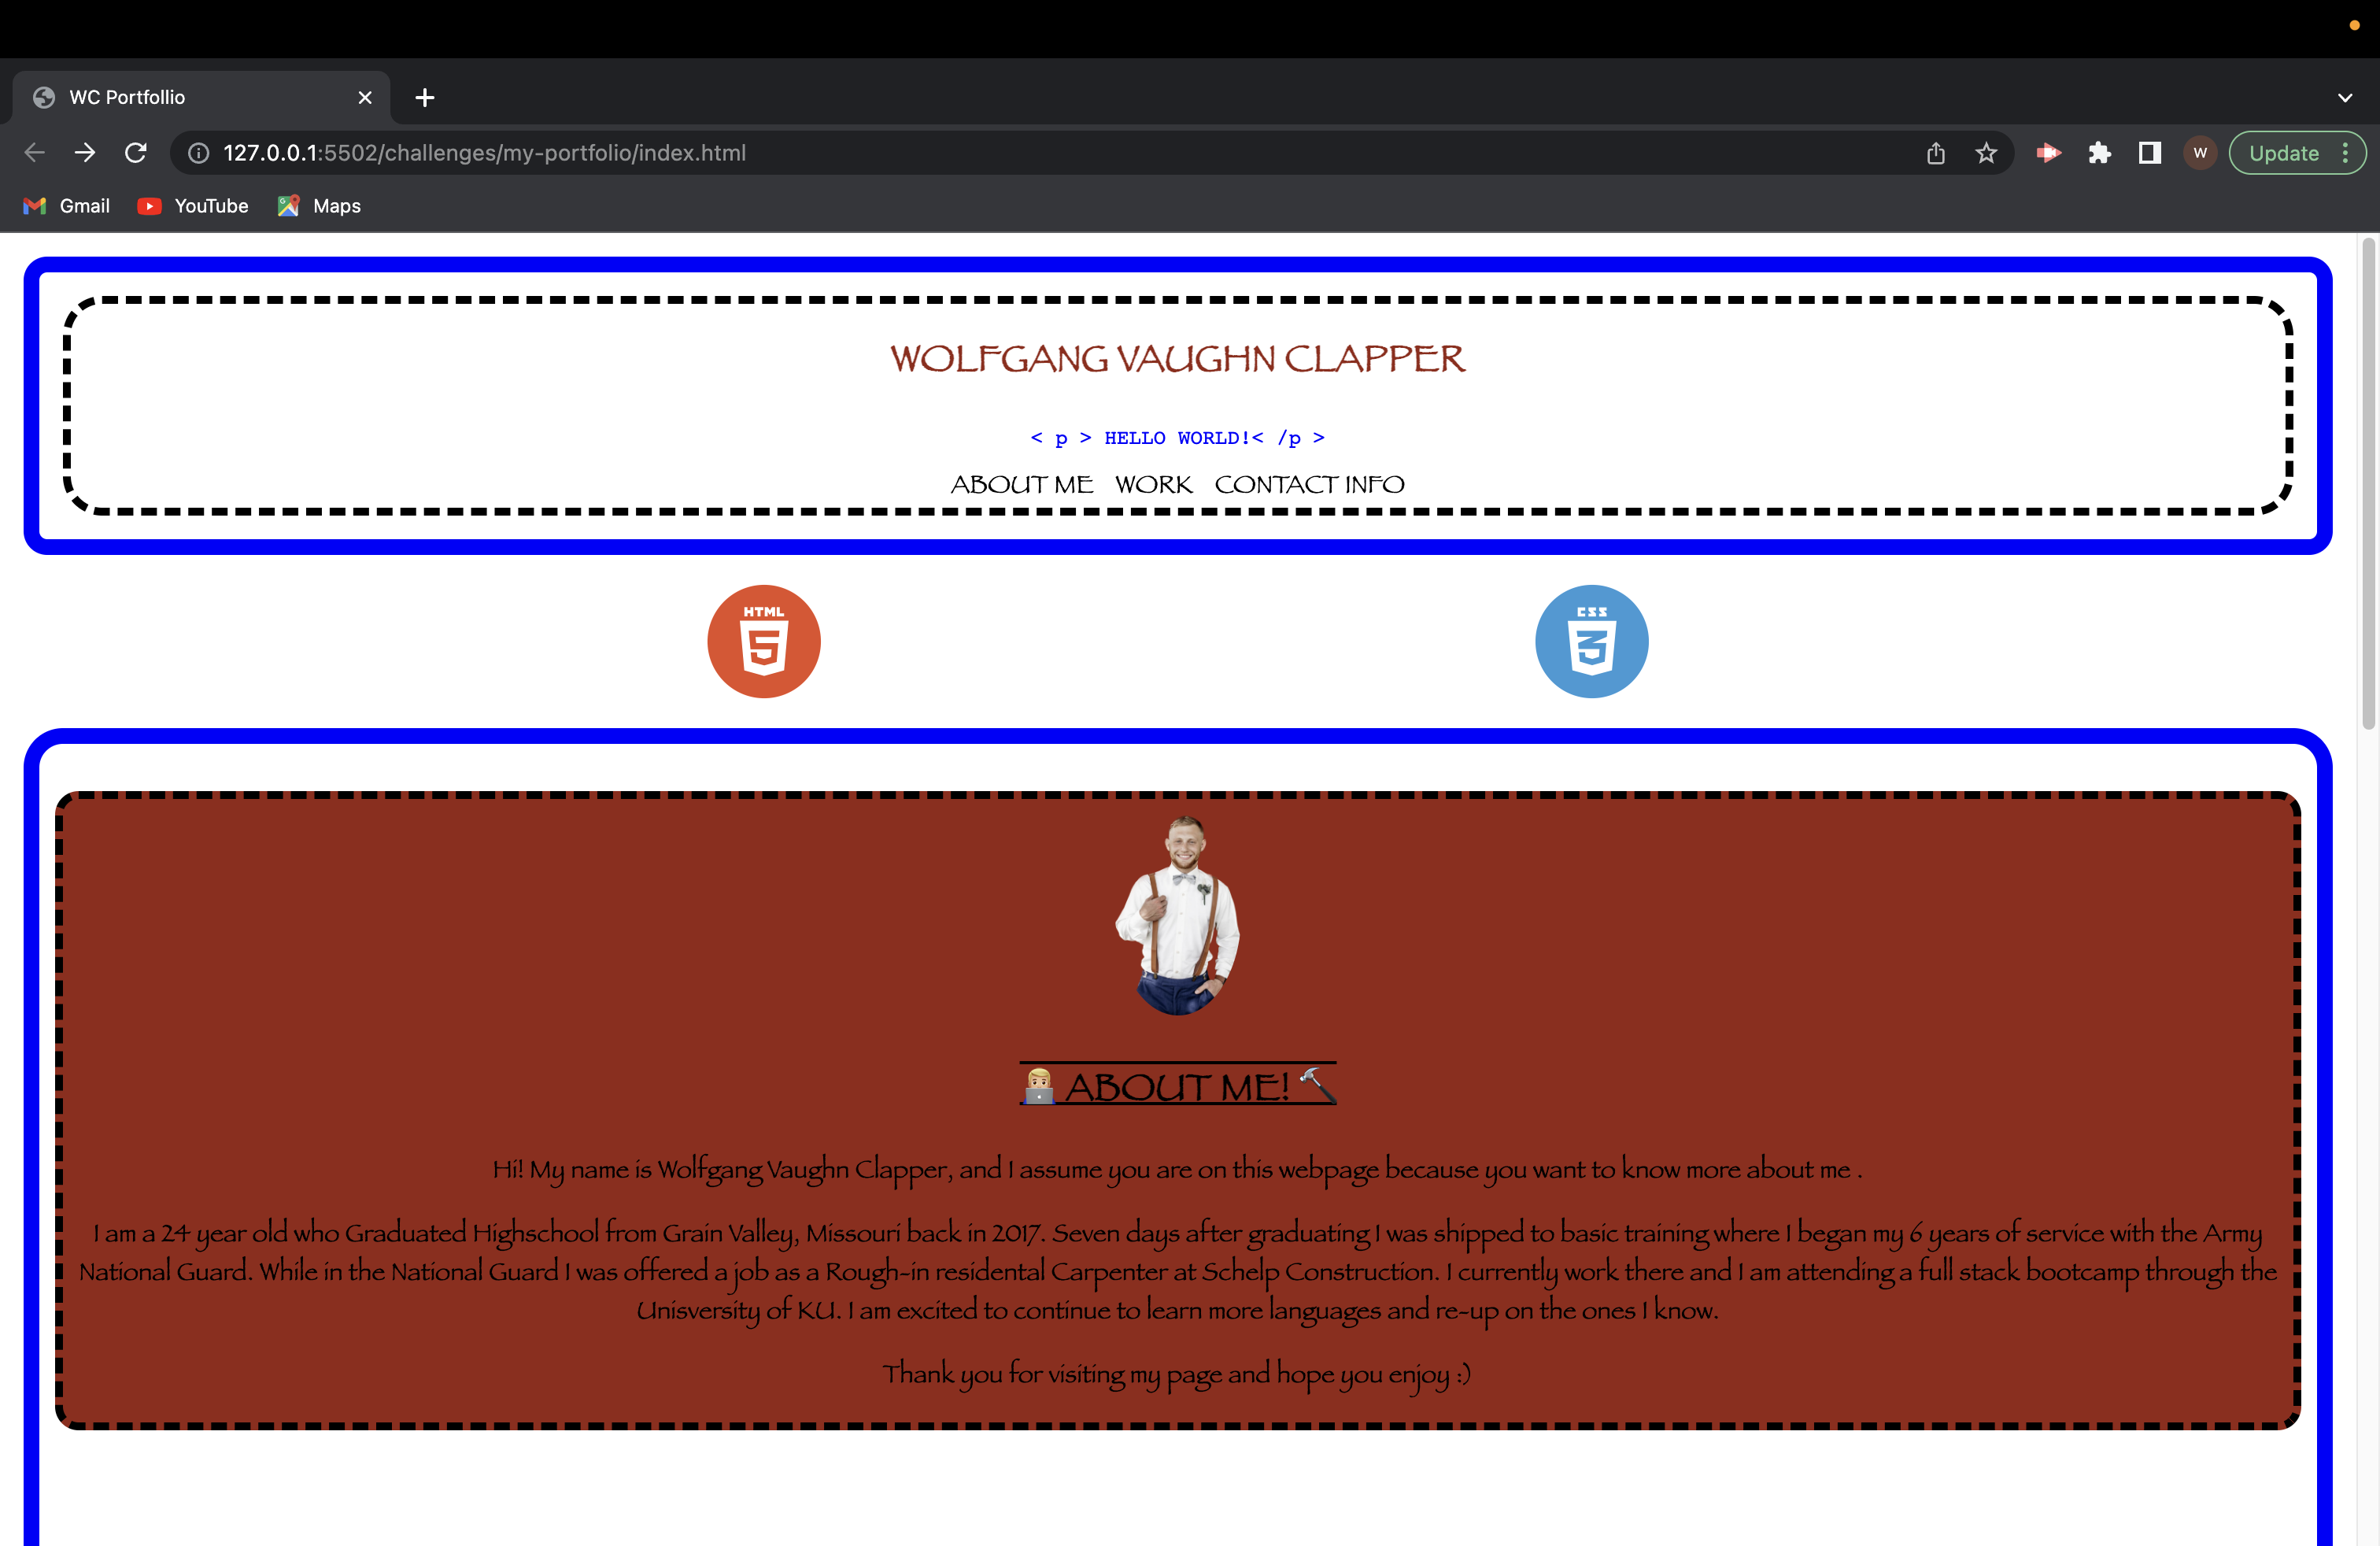 WC Portfollio
127.0.0.1:5502/challenges/my-portfolio/index.html
W
Update
Gmail
YouTube
Maps
WOLFGANG VAUGHN CLAPPER
< p > HELLO WORLD!< /p >
ABOUT ME WORK CONTACT INFO
HTML
5
CSS
3
ABOUT ME!
Hi! My name is Wolfgang Vaughn Clapper, and I assume you are on this webpage because you want to know more about me .
I am a 24 year old who Graduated Highschool from Grain Valley, Missouri back in 2017. Seven days after graduating I was shipped to basic training where I began my 6 years of service with the Army
National Guard. While in the National Guard I was offered a job as a Rough-in residental Carpenter at Schelp Construction. I currently work there and I am attending a full stack bootcamp through the
Unisversity of KU. I am excited to continue to learn more languages and re-up on the ones I know.
Thank you for visiting my page and hope you enjoy :)